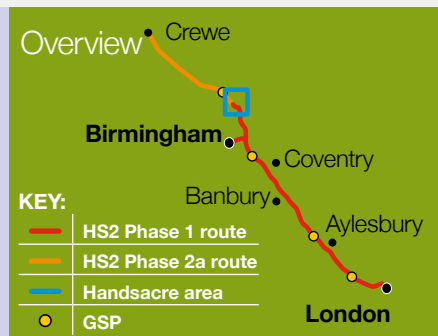 Overview
Crewe
Birmingham
Coventry
Banbury
Aylesbury
London
KEY:
HS2 Phase 1 route
HS2 Phase 2a route
Handsacre area
GSP